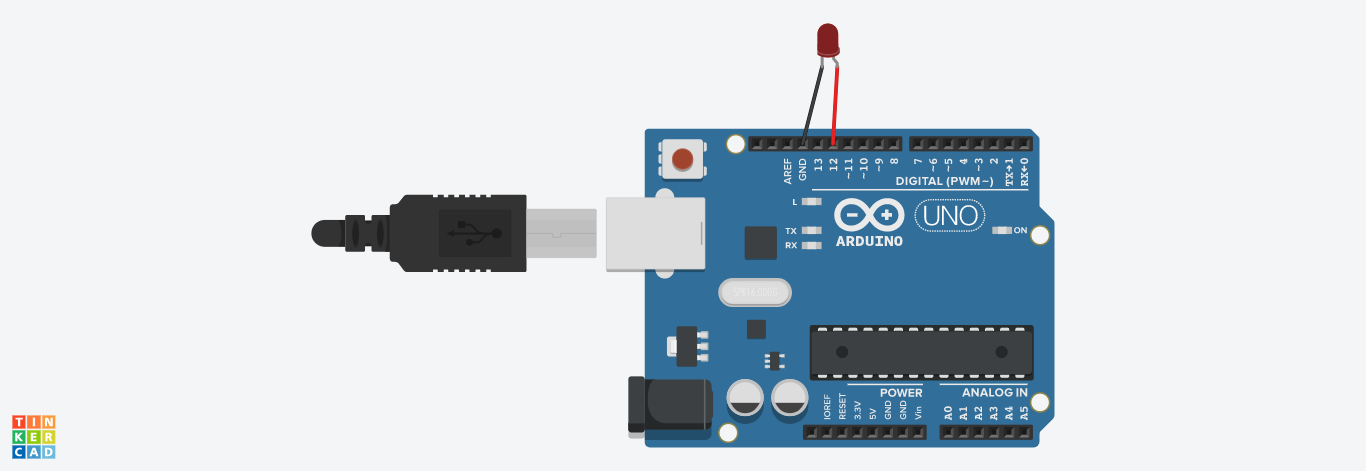 AREF
GND
13
12
~11
~10
~9
8
7
~6
~5
4
~3
2
TX→1
RX←0
DIGITAL (PWM~)
L
TX
RX
ARDUINO
UNO
ON
POWER
ANALOG IN
IOREF
RESET
3.3V
5V
GND
GND
Vin
A0
A1
A2
A3
A4
A5
TIN
KER
CAD